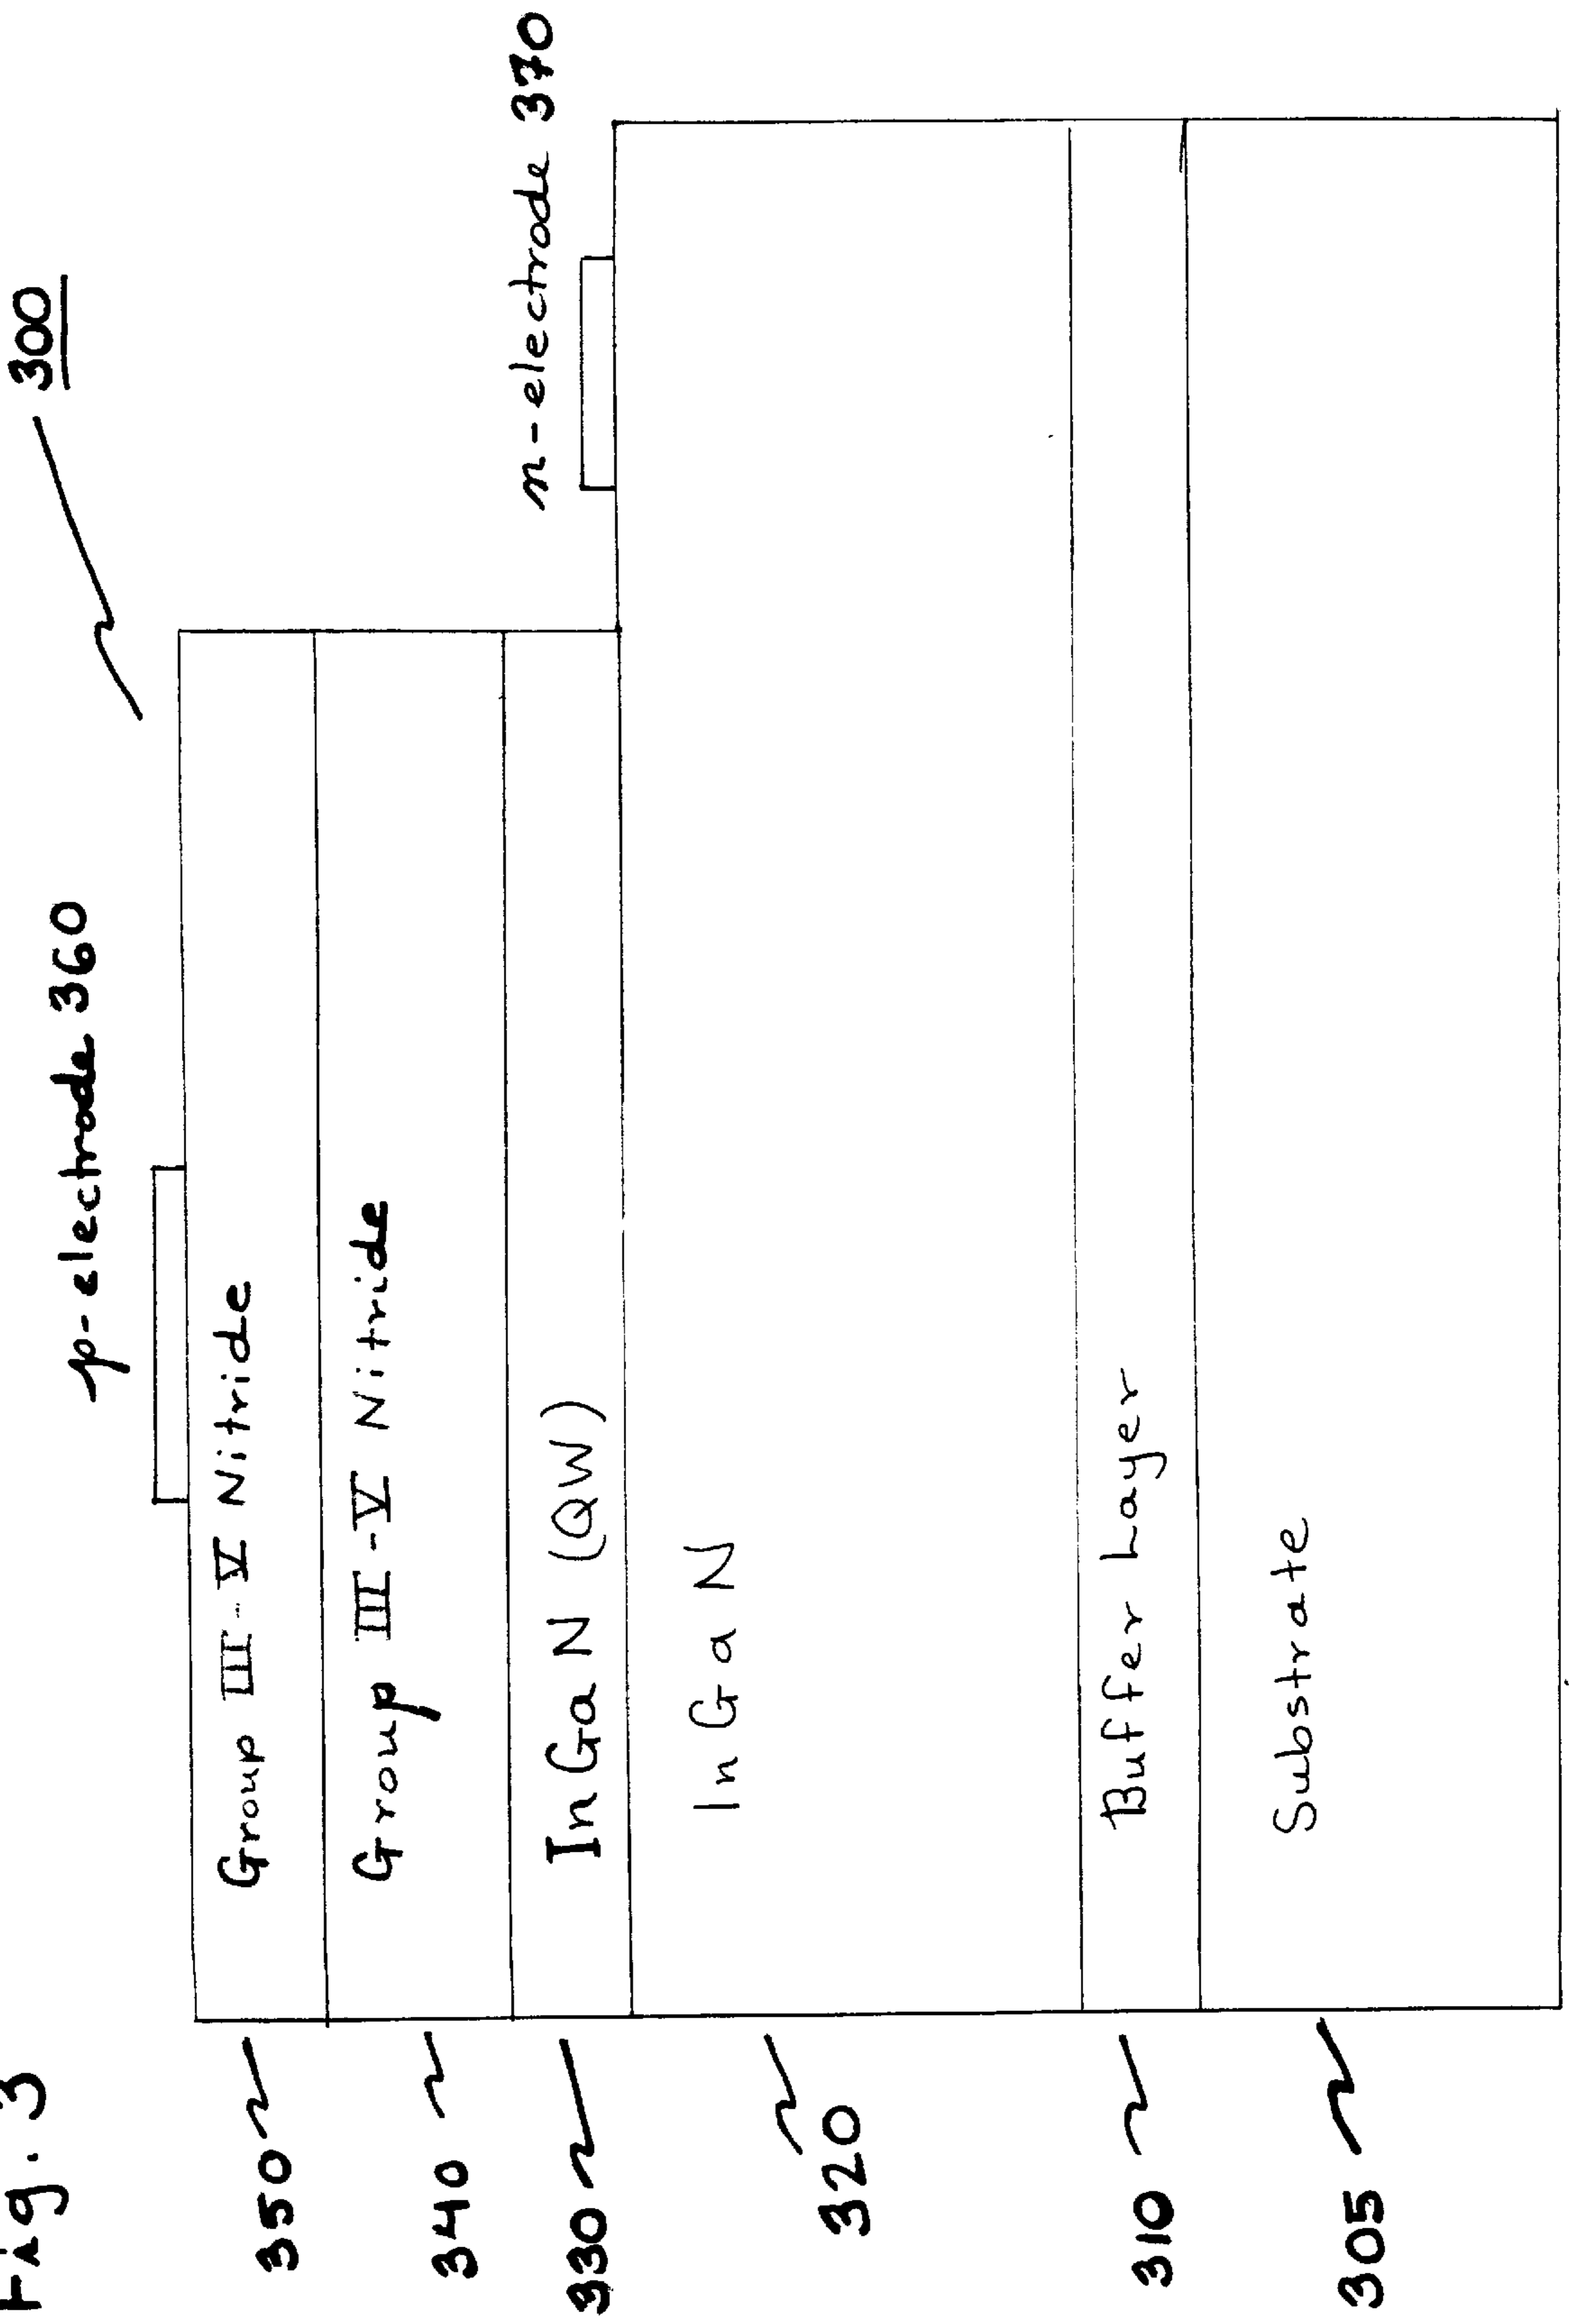 Fig. 3
300
p-electrode 360
n-electrode 370
350 Group III-V Nitride
340 Group III-V Nitride
330 InGaN (QW)
320 InGaN
310 Buffer Layer
305 Substrate